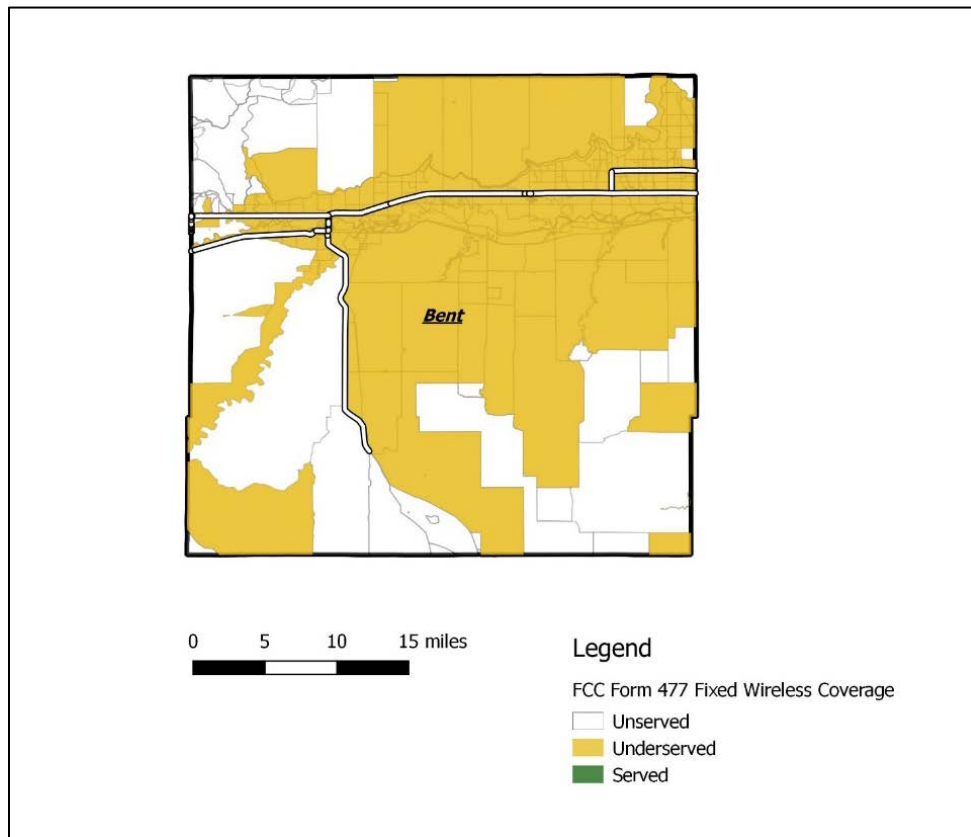 Bent
0 5 10 15 miles
Legend
FCC Form 477 Fixed Wireless Coverage
Unserved
Underserved
Served